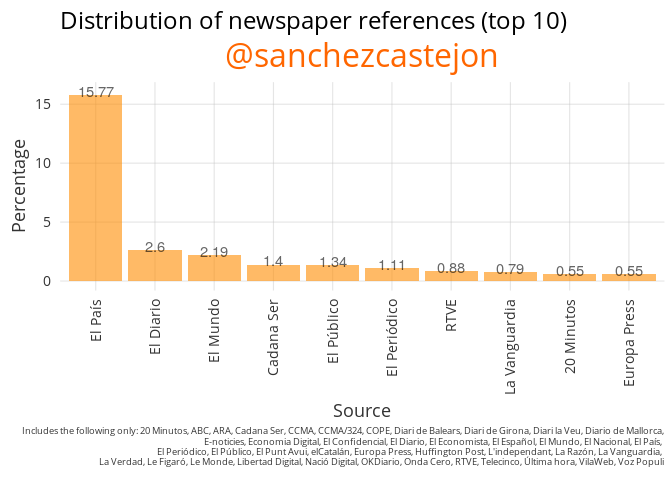 Distribution of newspaper references (top 10)
@sanchezcastejon
Percentage
15
10
5
0
15.77
2.6
2.19
1.4
1.34
1.11
0.88
0.79
0.55
0.55
El País
El Diario
El Mundo
Cadana Ser
El Público
El Periódico
RTVE
La Vanguardia
20 Minutos
Europa Press
Source
Includes the following only: 20 Minutos, ABC, ARA, Cadana Ser, CCMA, CCMA/324, COPE, Diari de Balears, Diari de Girona, Diari la Veu, Diario de Mallorca,
E-noticies, Economia Digital, El Confidencial, El Diario, El Economista, El Español, El Mundo, El Nacional, El País,
El Periódico, El Público, El Punt Avui, elCatalán, Europa Press, Huffington Post, L'independant, La Razón, La Vanguardia,
La Verdad, Le Figaró, Le Monde, Libertad Digital, Nació Digital, OKDiario, Onda Cero, RTVE, Telecinco, Última hora, VilaWeb, Voz Populi